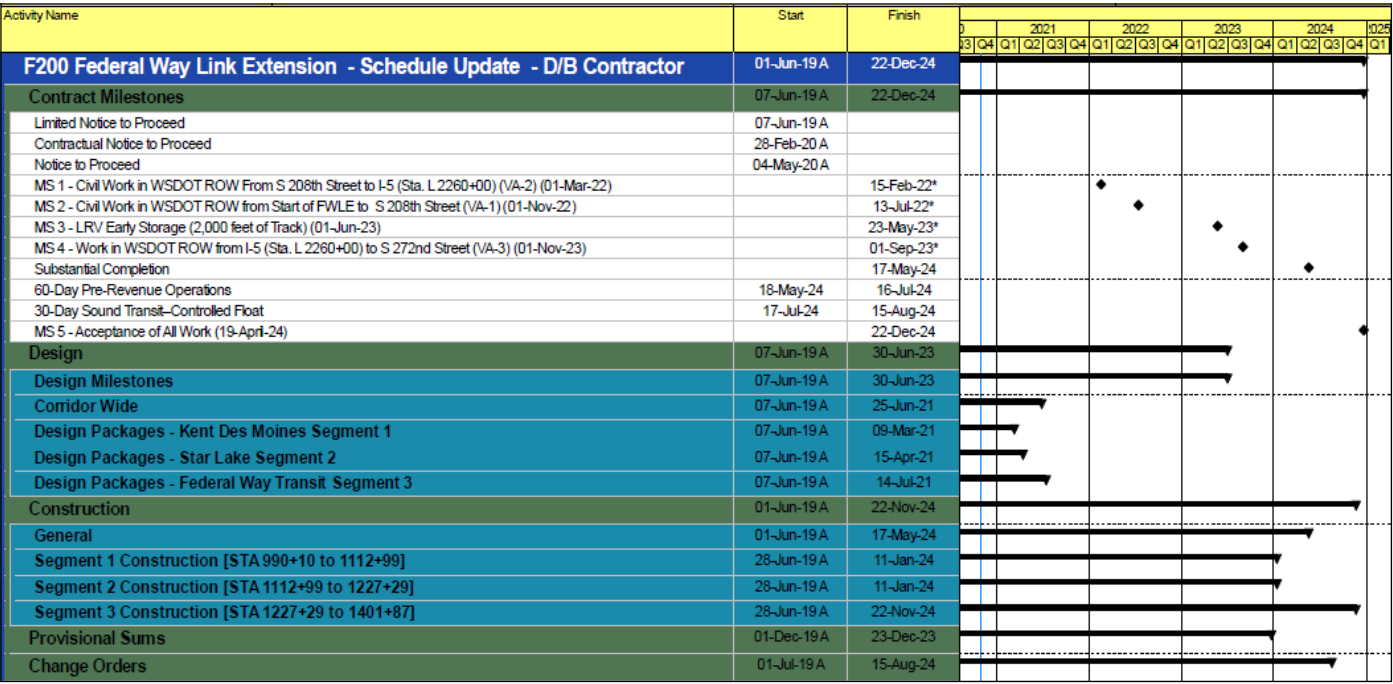 Activity Name Start Finish
0 2021 2022 2023 2024 2025
Q3 Q4 Q1 Q2 Q3 Q4 Q1 Q2 Q3 Q4 Q1 Q2 Q3 Q4 Q1 Q2 Q3 Q4 Q1
F200 Federal Way Link Extension - Schedule Update - D/B Contractor 01-Jun-19 A 22-Dec-24
Contract Milestones 07-Jun-19 A 22-Dec-24
Limited Notice to Proceed 07-Jun-19 A
Contractual Notice to Proceed 28-Feb-20 A
Notice to Proceed 04-May-20 A
MS 1 - Civil Work in WSDOT ROW From S 208th Street to I-5 (Sta. L 2260+00) (VA-2) (01-Mar-22) 15-Feb-22*
MS 2 - Civil Work in WSDOT ROW from Start of FWLE to S 208th Street (VA-1) (01-Nov-22) 13-Jul-22*
MS 3 - LRV Early Storage (2,000 feet of Track) (01-Jun-23) 23-May-23*
MS 4 - Work in WSDOT ROW from I-5 (Sta. L 2260+00) to S 272nd Street (VA-3) (01-Nov-23) 01-Sep-23*
Substantial Completion 17-May-24
60-Day Pre-Revenue Operations 18-May-24 16-Jul-24
30-Day Sound Transit--Controlled Float 17-Jul-24 15-Aug-24
MS 5 - Acceptance of All Work (19-April-24) 22-Dec-24
Design 07-Jun-19 A 30-Jun-23
Design Milestones 07-Jun-19 A 30-Jun-23
Corridor Wide 07-Jun-19 A 25-Jun-21
Design Packages - Kent Des Moines Segment 1 07-Jun-19 A 09-Mar-21
Design Packages - Star Lake Segment 2 07-Jun-19 A 15-Apr-21
Design Packages - Federal Way Transit Segment 3 07-Jun-19 A 14-Jul-21
Construction 01-Jun-19 A 22-Nov-24
General 01-Jun-19 A 17-May-24
Segment 1 Construction [STA 990+10 to 1112+99] 28-Jun-19 A 11-Jan-24
Segment 2 Construction [STA 1112+99 to 1227+29] 28-Jun-19 A 11-Jan-24
Segment 3 Construction [STA 1227+29 to 1401+87] 28-Jun-19 A 22-Nov-24
Provisional Sums 01-Dec-19 A 23-Dec-23
Change Orders 01-Jul-19 A 15-Aug-24